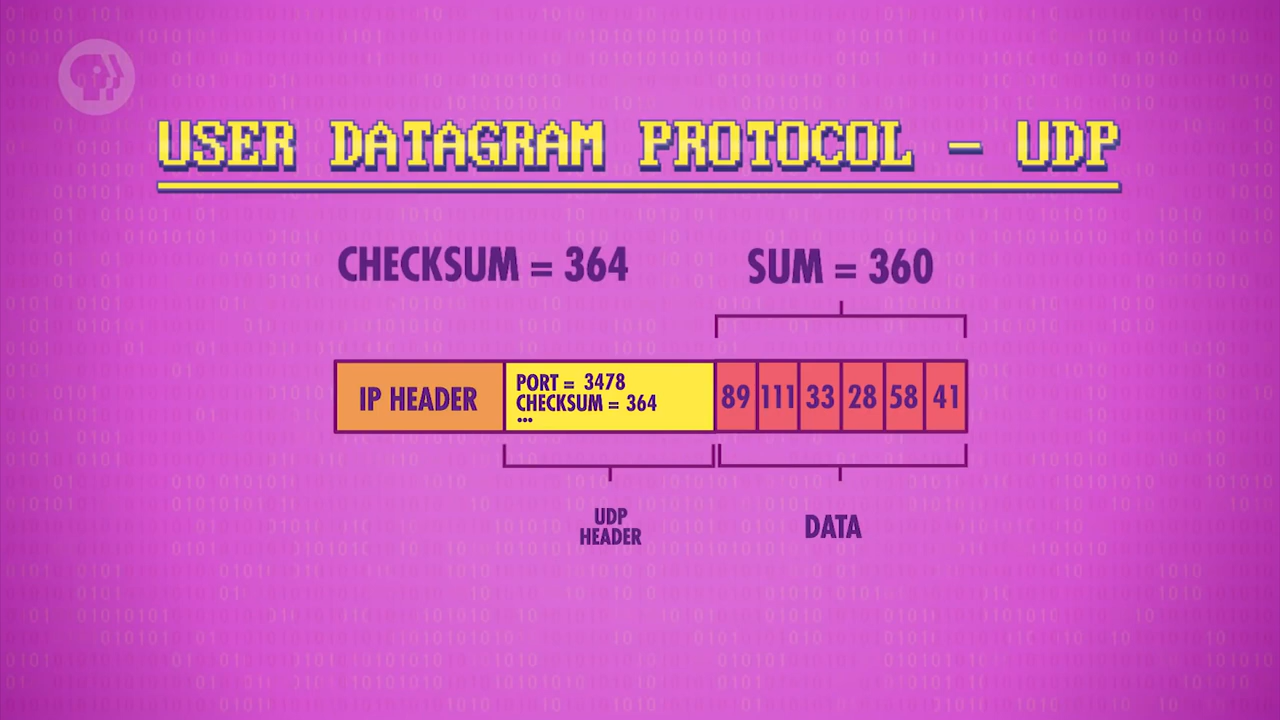 USER DATAGRAM PROTOCOL - UDP
CHECKSUM = 364
SUM = 360
IP HEADER
PORT = 3478
CHECKSUM = 364
...
89 111 33 28 58 41
UDP
HEADER
DATA